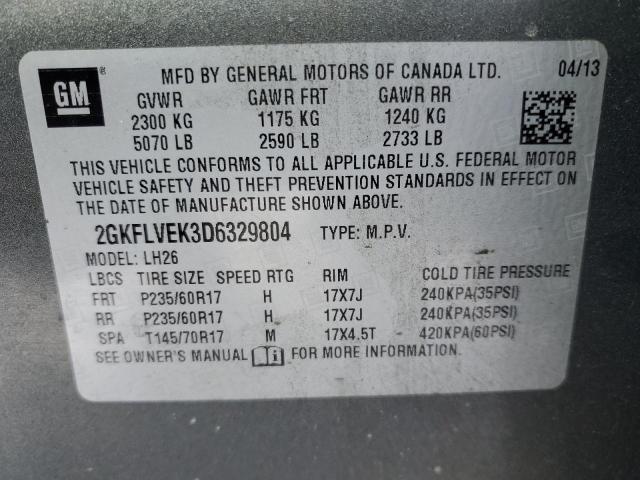 GM ®
MFD BY GENERAL MOTORS OF CANADA LTD. 04/13
GVWR GAWR FRT GAWR RR
2300 KG 1175 KG 1240 KG
5070 LB 2590 LB 2733 LB
THIS VEHICLE CONFORMS TO ALL APPLICABLE U.S. FEDERAL MOTOR
VEHICLE SAFETY AND THEFT PREVENTION STANDARDS IN EFFECT ON
THE DATE OF MANUFACTURE SHOWN ABOVE.
2GKFLVEK3D6329804 TYPE: M.P.V.
MODEL: LH26
LBCS TIRE SIZE SPEED RTG RIM COLD TIRE PRESSURE
FRT P235/60R17 H 17X7J 240KPA(35PSI)
RR P235/60R17 H 17X7J 240KPA(35PSI)
SPA T145/70R17 M 17X4.5T 420KPA(60PSI)
SEE OWNER'S MANUAL FOR MORE INFORMATION.